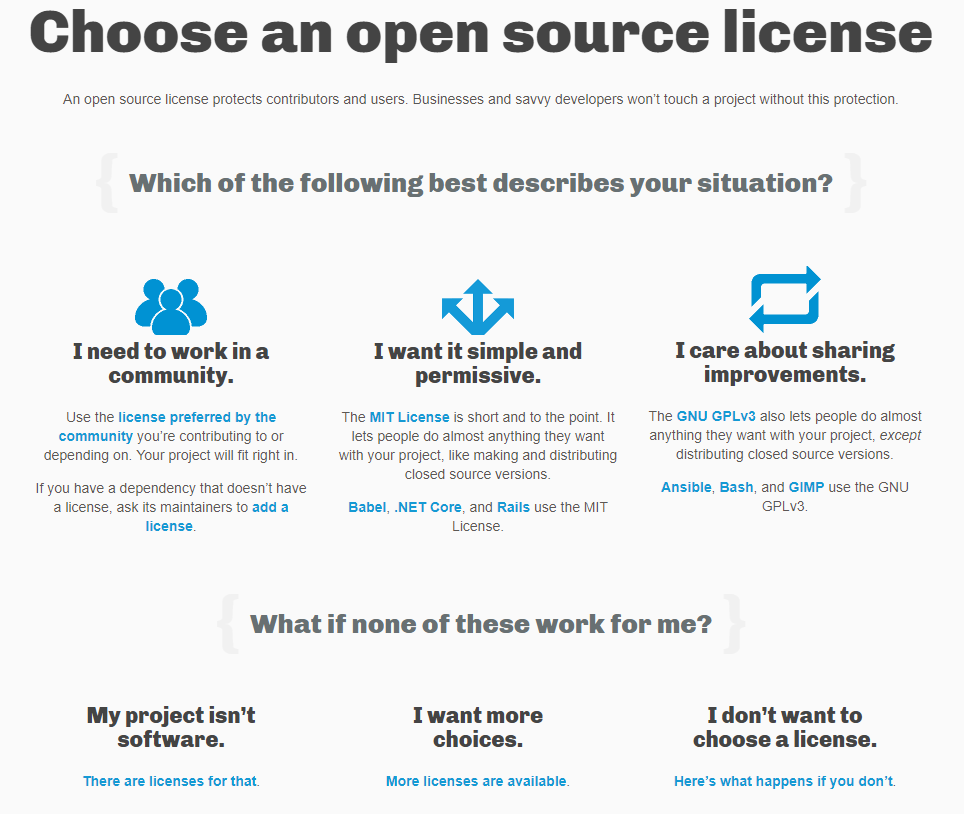 Choose an open source license
An open source license protects contributors and users. Businesses and savvy developers won’t touch a project without this protection.
{ Which of the following best describes your situation? }
I need to work in a
community.
Use the license preferred by the
community you’re contributing to or
depending on. Your project will fit right in.
If you have a dependency that doesn’t have
a license, ask its maintainers to add a
license.
I want it simple and
permissive.
The MIT License is short and to the point. It
lets people do almost anything they want
with your project, like making and distributing
closed source versions.
Babel, .NET Core, and Rails use the MIT
License.
I care about sharing
improvements.
The GNU GPLv3 also lets people do almost
anything they want with your project, except
distributing closed source versions.
Ansible, Bash, and GIMP use the GNU
GPLv3.
{ What if none of these work for me? }
My project isn’t
software.
There are licenses for that.
I want more
choices.
More licenses are available.
I don’t want to
choose a license.
Here’s what happens if you don’t.